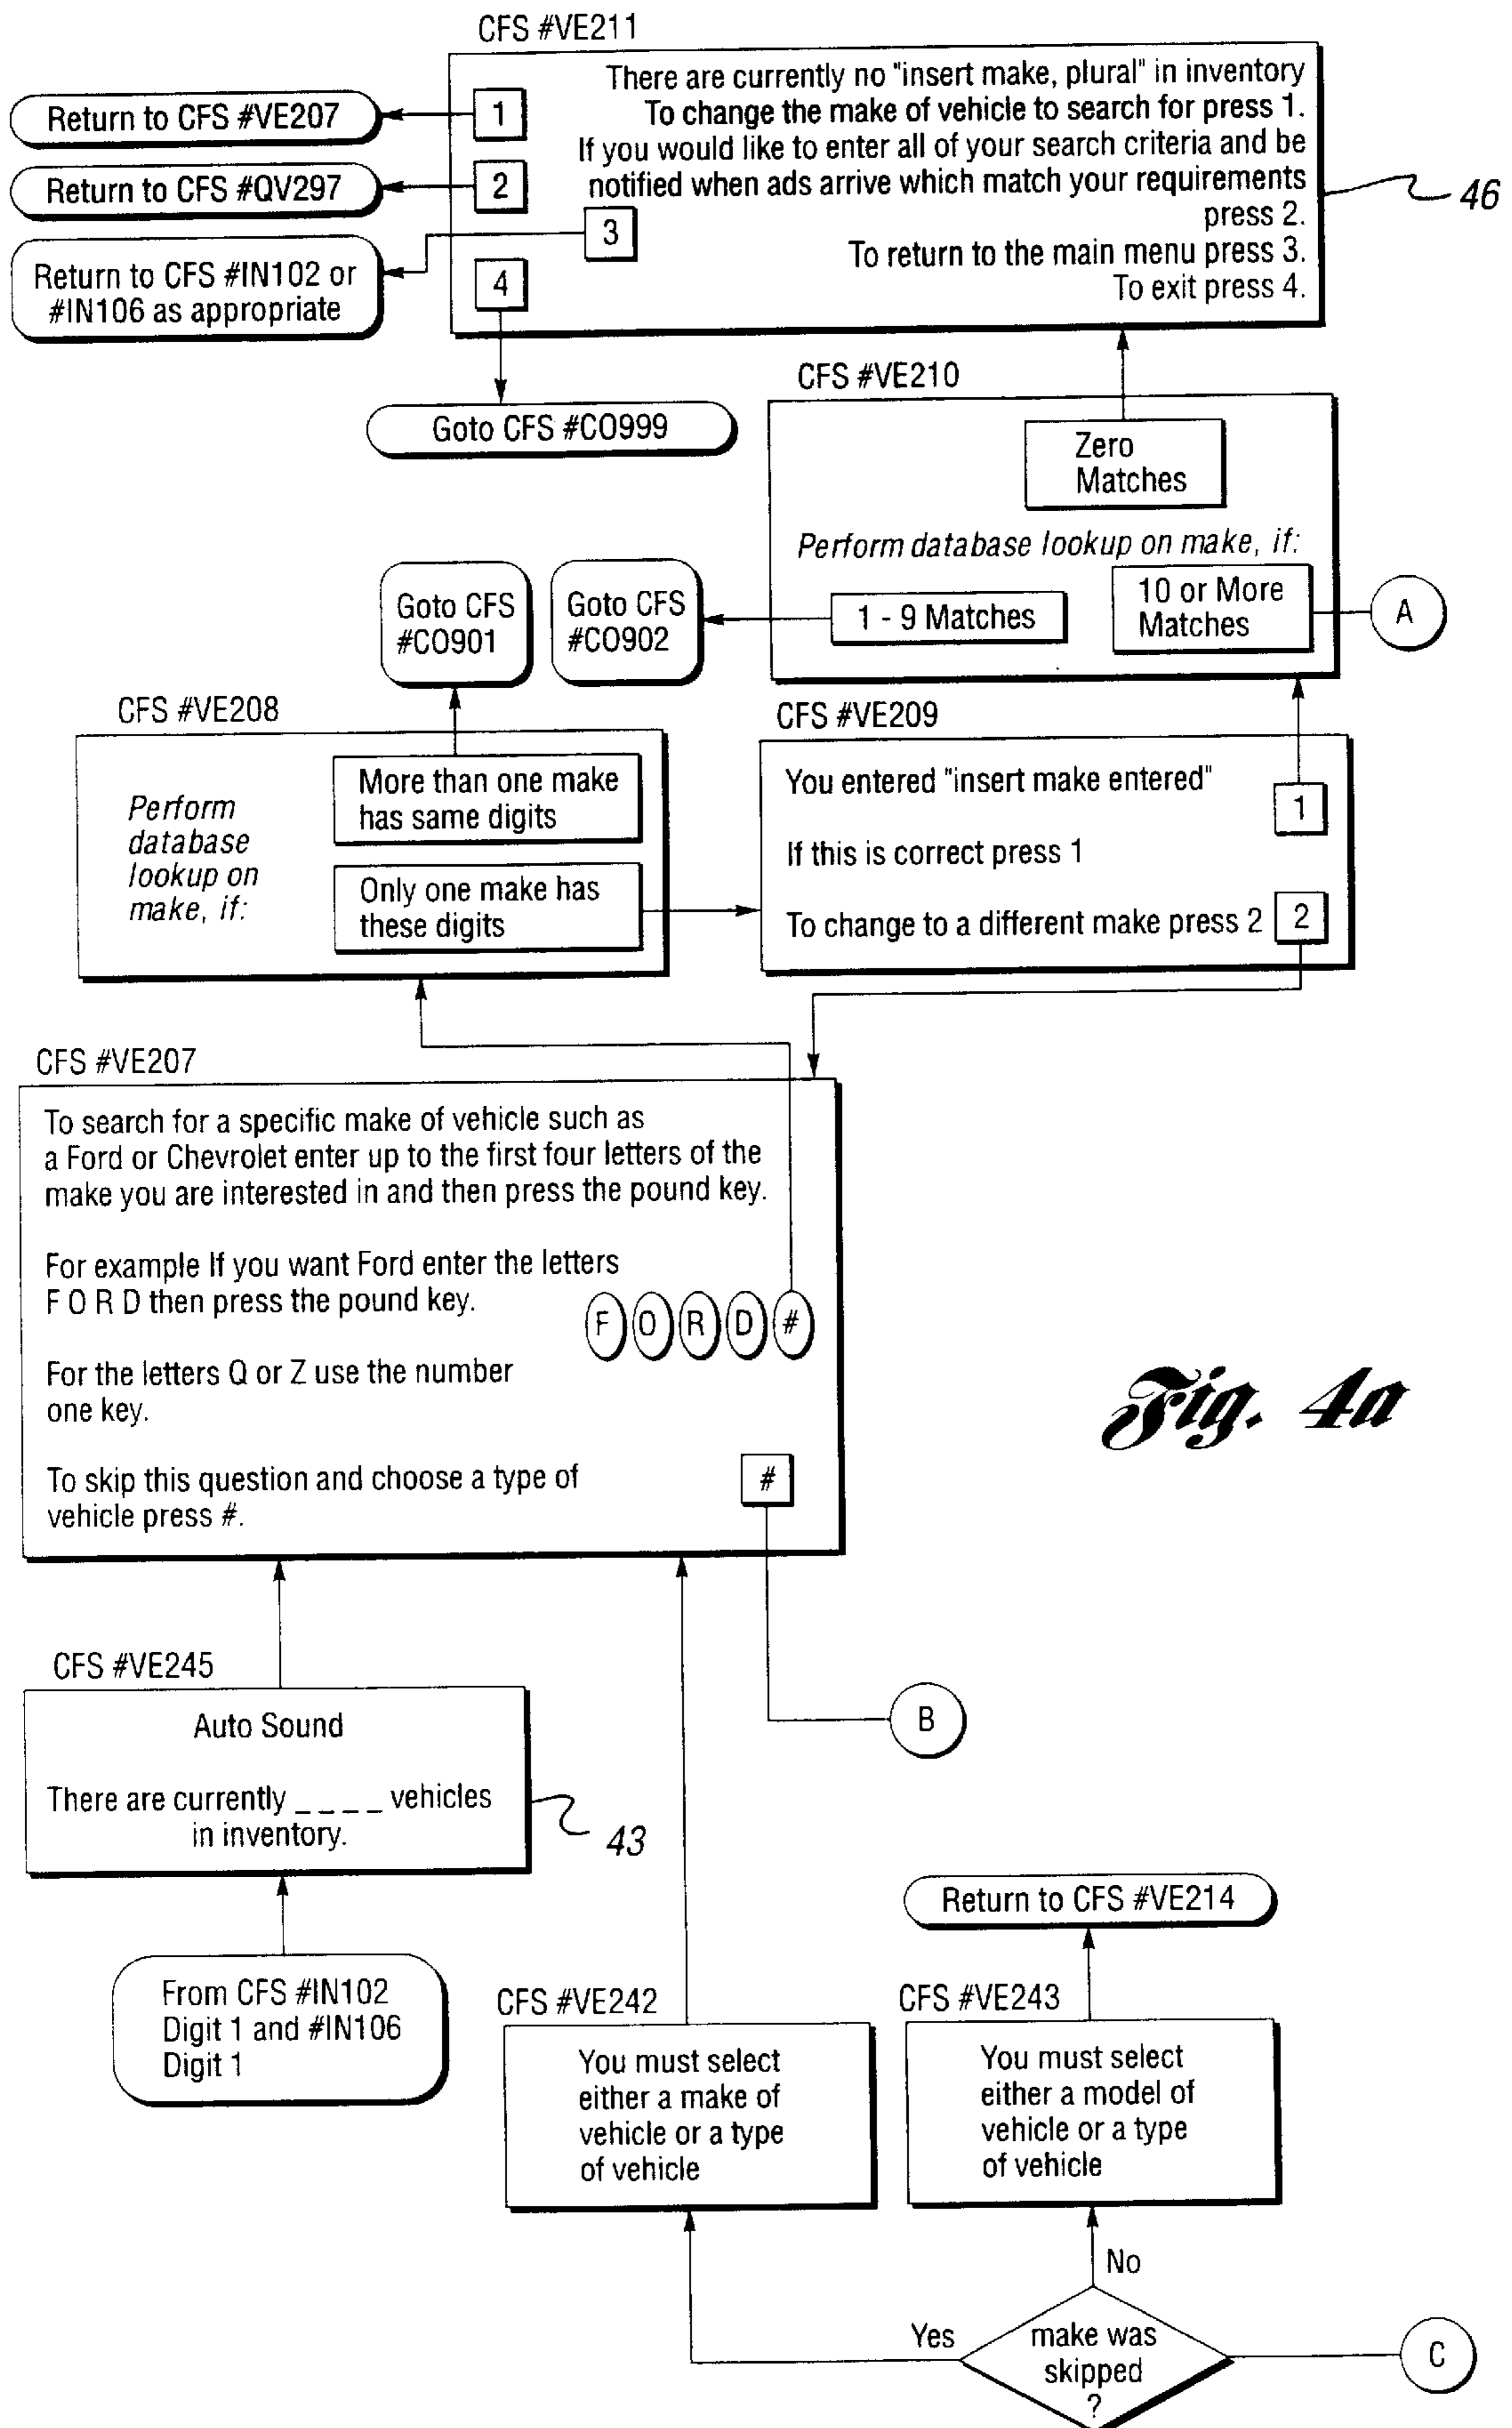 CFS #VE211
There are currently no "insert make, plural" in inventory
To change the make of vehicle to search for press 1.
If you would like to enter all of your search criteria and be
notified when ads arrive which match your requirements
press 2.
To return to the main menu press 3.
To exit press 4.
1
2
3
4
Return to CFS #VE207
Return to CFS #QV297
Return to CFS #IN102 or
#IN106 as appropriate
46
Goto CFS #CO999
CFS #VE210
Zero
Matches
Perform database lookup on make, if:
1 - 9 Matches
10 or More
Matches
A
Goto CFS
#CO901
Goto CFS
#CO902
CFS #VE208
Perform
database
lookup on
make, if:
More than one make
has same digits
Only one make has
these digits
CFS #VE209
You entered "insert make entered"
1
If this is correct press 1
To change to a different make press 2
2
CFS #VE207
To search for a specific make of vehicle such as
a Ford or Chevrolet enter up to the first four letters of the
make you are interested in and then press the pound key.
For example If you want Ford enter the letters
F O R D then press the pound key.
F O R D #
For the letters Q or Z use the number
one key.
To skip this question and choose a type of
vehicle press #.
#
Fig. 4a
B
CFS #VE245
Auto Sound
There are currently _ _ _ _ vehicles
in inventory.
43
From CFS #IN102
Digit 1 and #IN106
Digit 1
Return to CFS #VE214
CFS #VE242
You must select
either a make of
vehicle or a type
of vehicle
CFS #VE243
You must select
either a model of
vehicle or a type
of vehicle
No
Yes
make was
skipped
?
C